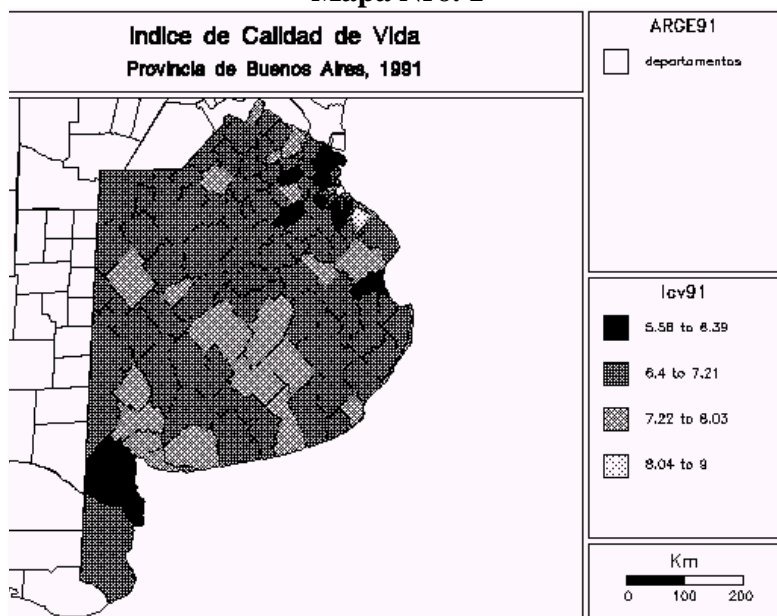 Indice de Calidad de Vida
Provincia de Buenos Aires, 1991
ARGE91
departamentos
Icv91
5.58 to 6.39
6.4 to 7.21
7.22 to 8.03
8.04 to 9
Km
0 100 200